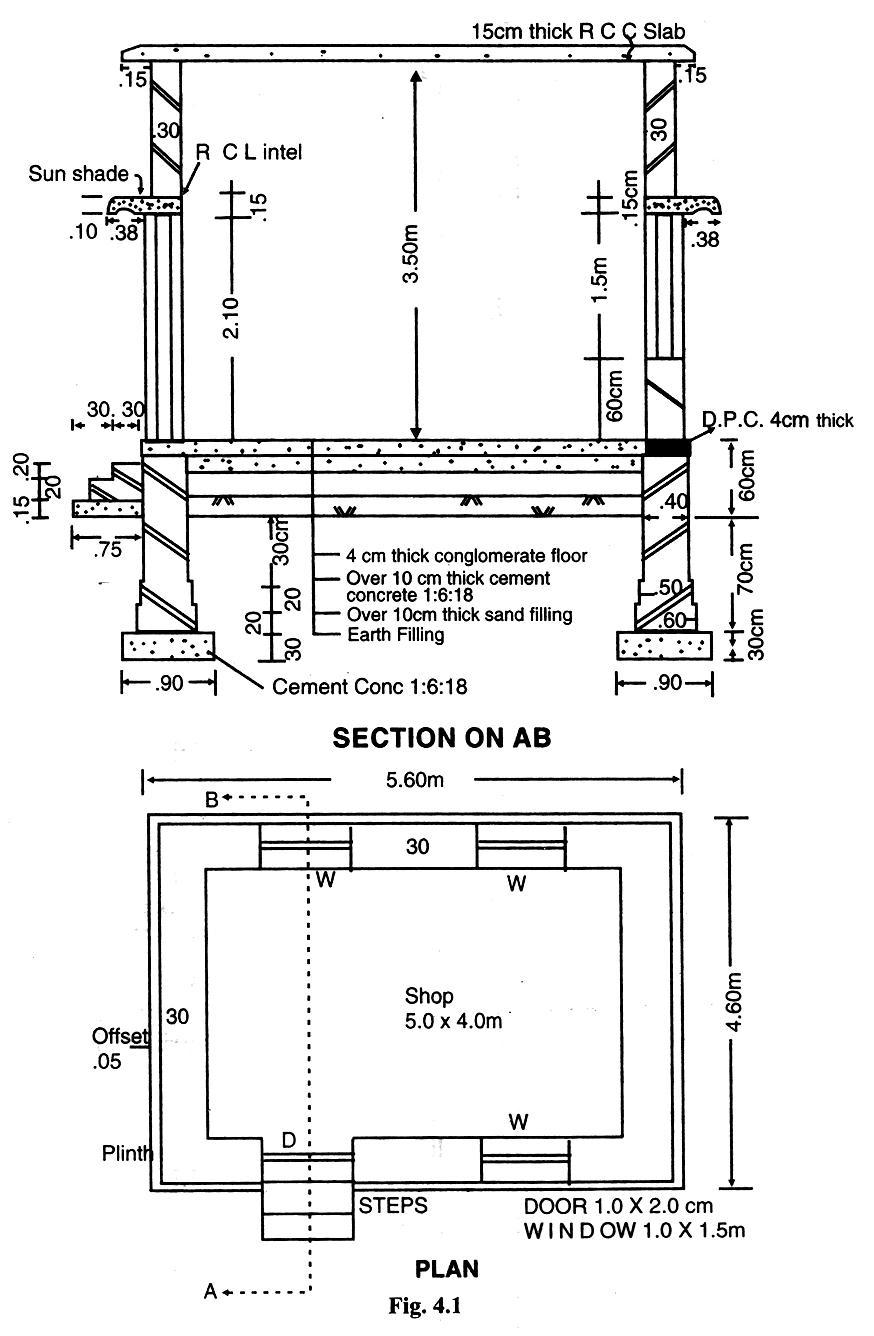 15cm thick R C C Slab
.15
.15
.30
30
R C L intel
Sun shade
.15
.15cm
.10
.38
.38
3.50m
2.10
1.5m
60cm
30. 30
D.P.C. 4cm thick
.20
20
.15
60cm
.40
.75
30cm
4 cm thick conglomerate floor
Over 10 cm thick cement
concrete 1:6:18
Over 10cm thick sand filling
Earth Filling
20
20
30
70cm
.50
.60
30cm
.90
Cement Conc 1:6:18
.90
SECTION ON AB
5.60m
B
30
W
W
Shop
5.0 x 4.0m
30
4.60m
Offset
.05
W
D
Plinth
STEPS
DOOR 1.0 X 2.0 cm
WINDOW 1.0 X 1.5m
PLAN
A
Fig. 4.1